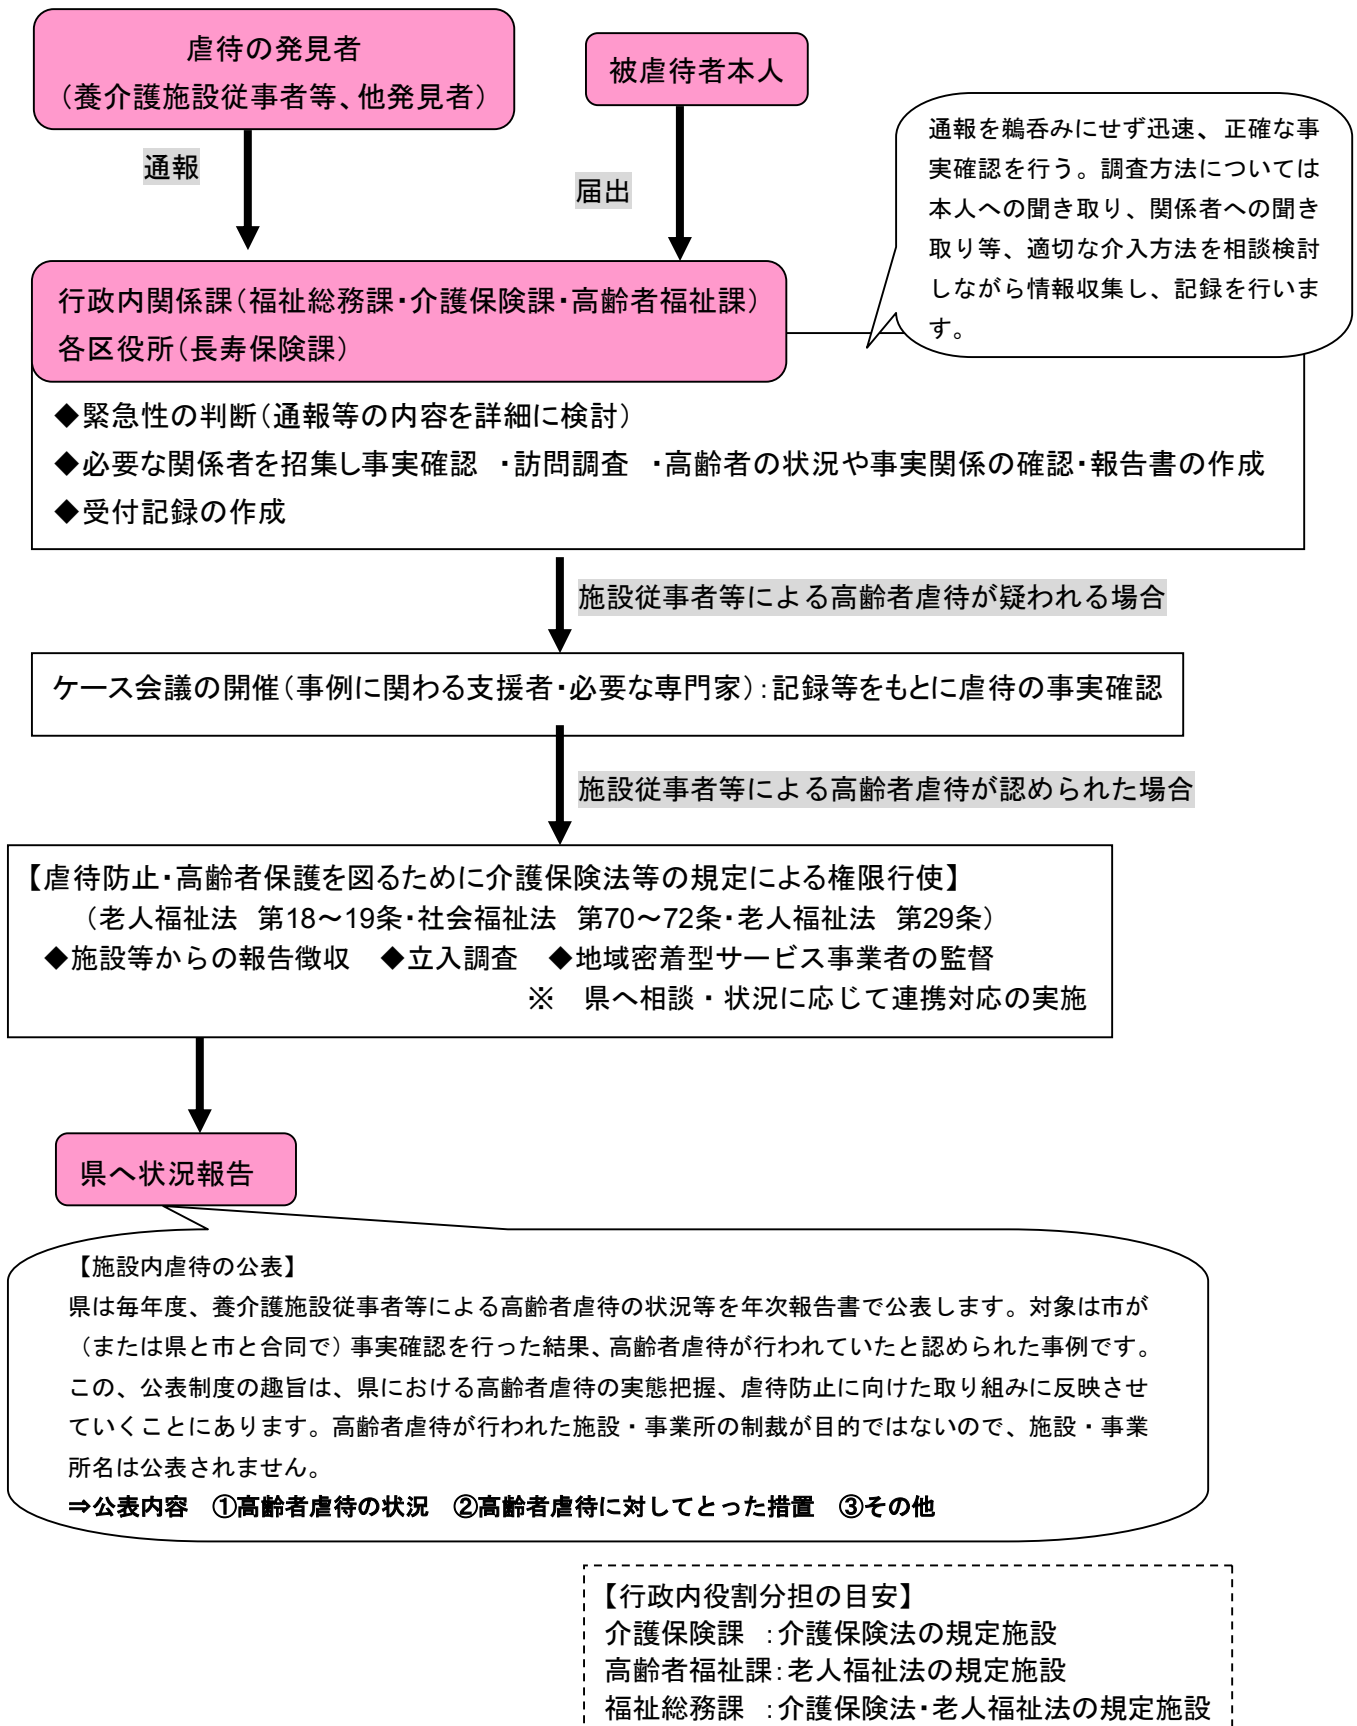 虐待の発見者
（養介護施設従事者等、他発見者）
被虐待者本人
通報
届出
通報を鵜呑みにせず迅速、正確な事
実確認を行う。調査方法については
本人への聞き取り、関係者への聞き
取り等、適切な介入方法を相談検討
しながら情報収集し、記録を行いま
す。
行政内関係課（福祉総務課・介護保険課・高齢者福祉課）
各区役所（長寿保険課）
◆緊急性の判断（通報等の内容を詳細に検討）
◆必要な関係者を招集し事実確認　・訪問調査　・高齢者の状況や事実関係の確認・報告書の作成
◆受付記録の作成
施設従事者等による高齢者虐待が疑われる場合
ケース会議の開催（事例に関わる支援者・必要な専門家）：記録等をもとに虐待の事実確認
施設従事者等による高齢者虐待が認められた場合
【虐待防止・高齢者保護を図るために介護保険法等の規定による権限行使】
（老人福祉法　第18～19条・社会福祉法　第70～72条・老人福祉法　第29条）
◆施設等からの報告徴収　◆立入調査　◆地域密着型サービス事業者の監督
※　県へ相談・状況に応じて連携対応の実施
県へ状況報告
【施設内虐待の公表】
県は毎年度、養介護施設従事者等による高齢者虐待の状況等を年次報告書で公表します。対象は市が
（または県と市と合同で）事実確認を行った結果、高齢者虐待が行われていたと認められた事例です。
この、公表制度の趣旨は、県における高齢者虐待の実態把握、虐待防止に向けた取り組みに反映させ
ていくことにあります。高齢者虐待が行われた施設・事業所の制裁が目的ではないので、施設・事業
所名は公表されません。
⇒公表内容　①高齢者虐待の状況　②高齢者虐待に対してとった措置　③その他
【行政内役割分担の目安】
介護保険課　：介護保険法の規定施設
高齢者福祉課：老人福祉法の規定施設
福祉総務課　：介護保険法・老人福祉法の規定施設